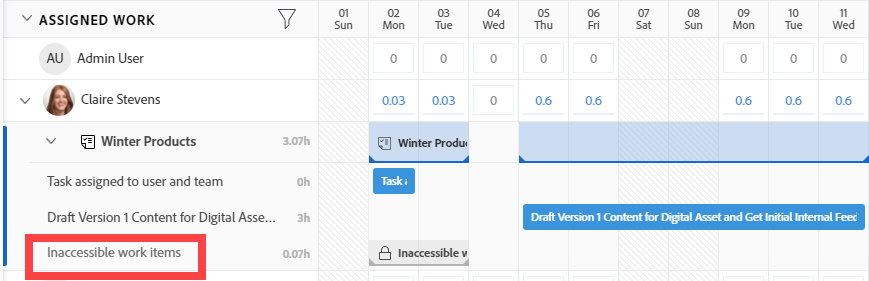 ASSIGNED WORK
01 02 03 04 05 06 07 08 09 10 11
Sun Mon Tue Wed Thu Fri Sat Sun Mon Tue Wed
AU Admin User 0 0 0 0 0 0 0 0
Claire Stevens 0.03 0.03 0 0.6 0.6 0.6 0.6 0.6
Winter Products 3.07h Winter Produ
Task assigned to user and team 0h Task
Draft Version 1 Content for Digital Asse... 3h Draft Version 1 Content for Digital Asset and Get Initial Internal Feed
Inaccessible work items 0.07h Inaccessible w